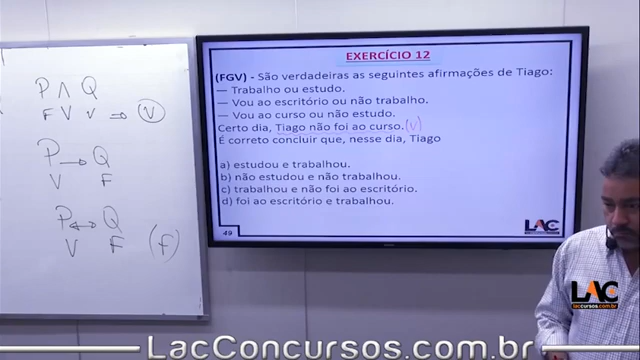 P ∧ Q
F V V → (V)
P → Q
V F
P ↔ Q
V F (F)
EXERCÍCIO 12
(FGV) - São verdadeiras as seguintes afirmações de Tiago:
— Trabalho ou estudo.
— Vou ao escritório ou não trabalho.
— Vou ao curso ou não estudo.
Certo dia, Tiago não foi ao curso. (V)
É correto concluir que, nesse dia, Tiago
a) estudou e trabalhou.
b) não estudou e não trabalhou.
c) trabalhou e não foi ao escritório.
d) foi ao escritório e trabalhou.
49
LAC
LAC
laccursos.com.br
LacConcursos.com.br